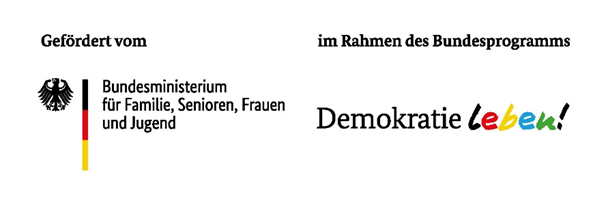 Gefördert vom
Bundesministerium
für Familie, Senioren, Frauen
und Jugend
im Rahmen des Bundesprogramms
Demokratie leben!